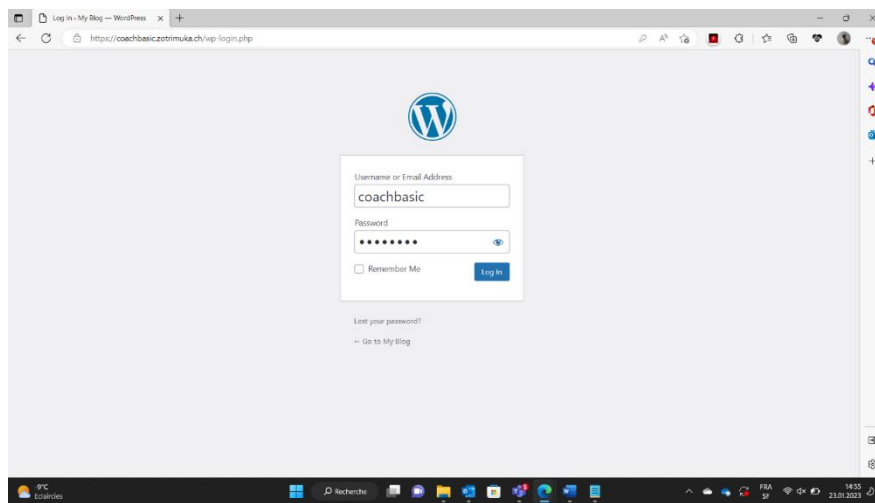 Log In ‹ My Blog — WordPress
https://coachbasic.zotrimuka.ch/wp-login.php
Username or Email Address
coachbasic
Password
Remember Me
Log In
Lost your password?
← Go to My Blog
-9°C
Eclaircies
Recherche
FRA
SF
14:55
23.01.2023